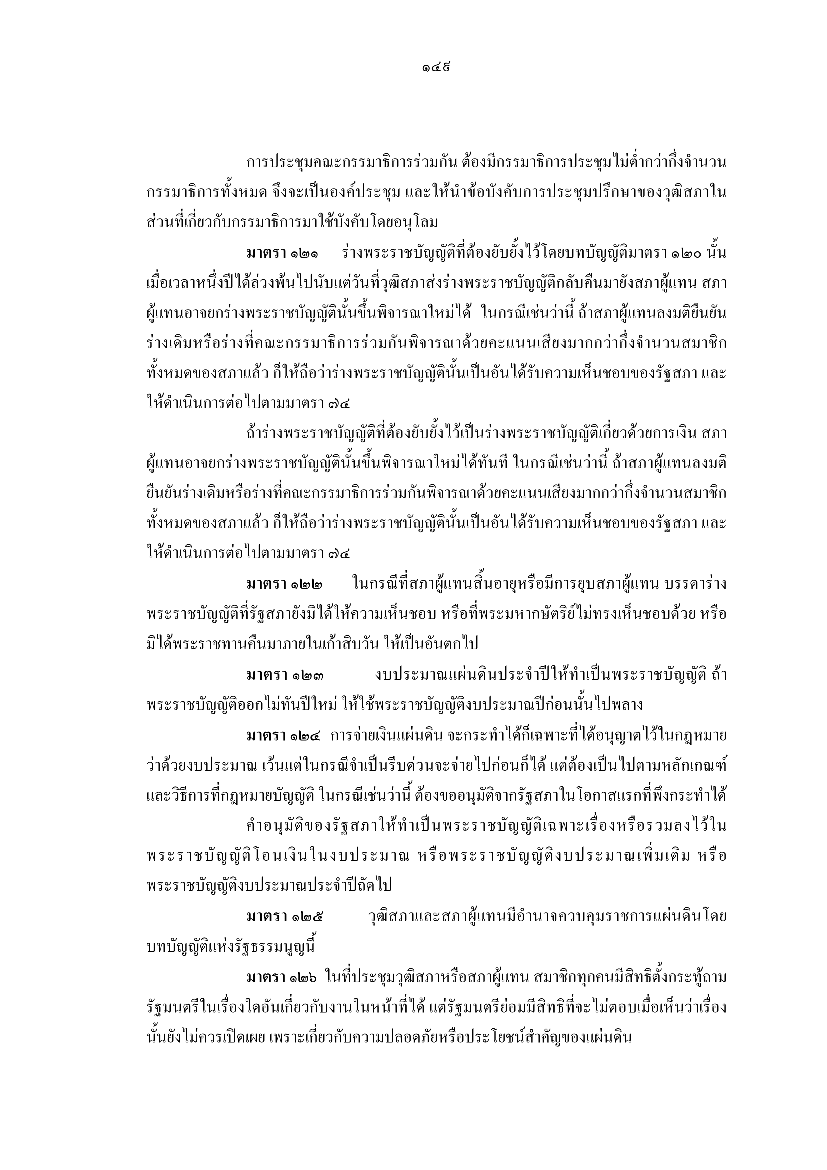 ๑๔๕
การประชุมคณะกรรมาธิการร่วมกัน ต้องมีกรรมาธิการประชุมไม่ต่ำกว่ากึ่งจำนวน
กรรมาธิการทั้งหมด จึงจะเป็นองค์ประชุม และให้นำข้อบังคับการประชุมปรึกษาของวุฒิสภาใน
ส่วนที่เกี่ยวกับกรรมาธิการมาใช้บังคับโดยอนุโลม
มาตรา ๑๒๑ ร่างพระราชบัญญัติที่ต้องยับยั้งไว้โดยบทบัญญัติมาตรา ๑๒๐ นั้น
เมื่อเวลาหนึ่งปีได้ล่วงพ้นไปนับแต่วันที่วุฒิสภาส่งร่างพระราชบัญญัติกลับคืนมายังสภาผู้แทน สภา
ผู้แทนอาจยกร่างพระราชบัญญัตินั้นขึ้นพิจารณาใหม่ได้ ในกรณีเช่นว่านี้ ถ้าสภาผู้แทนลงมติยืนยัน
ร่างเดิมหรือร่างที่คณะกรรมาธิการร่วมกันพิจารณาด้วยคะแนนเสียงมากกว่ากึ่งจำนวนสมาชิก
ทั้งหมดของสภาแล้ว ก็ให้ถือว่าร่างพระราชบัญญัตินั้นเป็นอันได้รับความเห็นชอบของรัฐสภา และ
ให้ดำเนินการต่อไปตามมาตรา ๗๔
ถ้าร่างพระราชบัญญัติที่ต้องยับยั้งไว้เป็นร่างพระราชบัญญัติเกี่ยวด้วยการเงิน สภา
ผู้แทนอาจยกร่างพระราชบัญญัตินั้นขึ้นพิจารณาใหม่ได้ทันที ในกรณีเช่นว่านี้ ถ้าสภาผู้แทนลงมติ
ยืนยันร่างเดิมหรือร่างที่คณะกรรมาธิการร่วมกันพิจารณาด้วยคะแนนเสียงมากกว่ากึ่งจำนวนสมาชิก
ทั้งหมดของสภาแล้ว ก็ให้ถือว่าร่างพระราชบัญญัตินั้นเป็นอันได้รับความเห็นชอบของรัฐสภา และ
ให้ดำเนินการต่อไปตามมาตรา ๗๔
มาตรา ๑๒๒ ในกรณีที่สภาผู้แทนสิ้นอายุหรือมีการยุบสภาผู้แทน บรรดาร่าง
พระราชบัญญัติที่รัฐสภายังมิได้ให้ความเห็นชอบ หรือที่พระมหากษัตริย์ไม่ทรงเห็นชอบด้วย หรือ
มิได้พระราชทานคืนมาภายในเก้าสิบวัน ให้เป็นอันตกไป
มาตรา ๑๒๓ งบประมาณแผ่นดินประจำปีให้ทำเป็นพระราชบัญญัติ ถ้า
พระราชบัญญัติออกไม่ทันปีใหม่ ให้ใช้พระราชบัญญัติงบประมาณปีก่อนนั้นไปพลาง
มาตรา ๑๒๔ การจ่ายเงินแผ่นดิน จะกระทำได้ก็เฉพาะที่ได้อนุญาตไว้ในกฎหมาย
ว่าด้วยงบประมาณ เว้นแต่ในกรณีจำเป็นรีบด่วนจะจ่ายไปก่อนก็ได้ แต่ต้องเป็นไปตามหลักเกณฑ์
และวิธีการที่กฎหมายบัญญัติ ในกรณีเช่นว่านี้ ต้องขออนุมัติจากรัฐสภาในโอกาสแรกที่พึงกระทำได้
คำอนุมัติของรัฐสภาให้ทำเป็นพระราชบัญญัติเฉพาะเรื่องหรือรวมลงไว้ใน
พระราชบัญญัติโอนเงินในงบประมาณ หรือพระราชบัญญัติงบประมาณเพิ่มเติม หรือ
พระราชบัญญัติงบประมาณประจำปีถัดไป
มาตรา ๑๒๕ วุฒิสภาและสภาผู้แทนมีอำนาจควบคุมราชการแผ่นดินโดย
บทบัญญัติแห่งรัฐธรรมนูญนี้
มาตรา ๑๒๖ ในที่ประชุมวุฒิสภาหรือสภาผู้แทน สมาชิกทุกคนมีสิทธิตั้งกระทู้ถาม
รัฐมนตรีในเรื่องใดอันเกี่ยวกับงานในหน้าที่ได้ แต่รัฐมนตรีย่อมมีสิทธิที่จะไม่ตอบเมื่อเห็นว่าเรื่อง
นั้นยังไม่ควรเปิดเผย เพราะเกี่ยวกับความปลอดภัยหรือประโยชน์สำคัญของแผ่นดิน